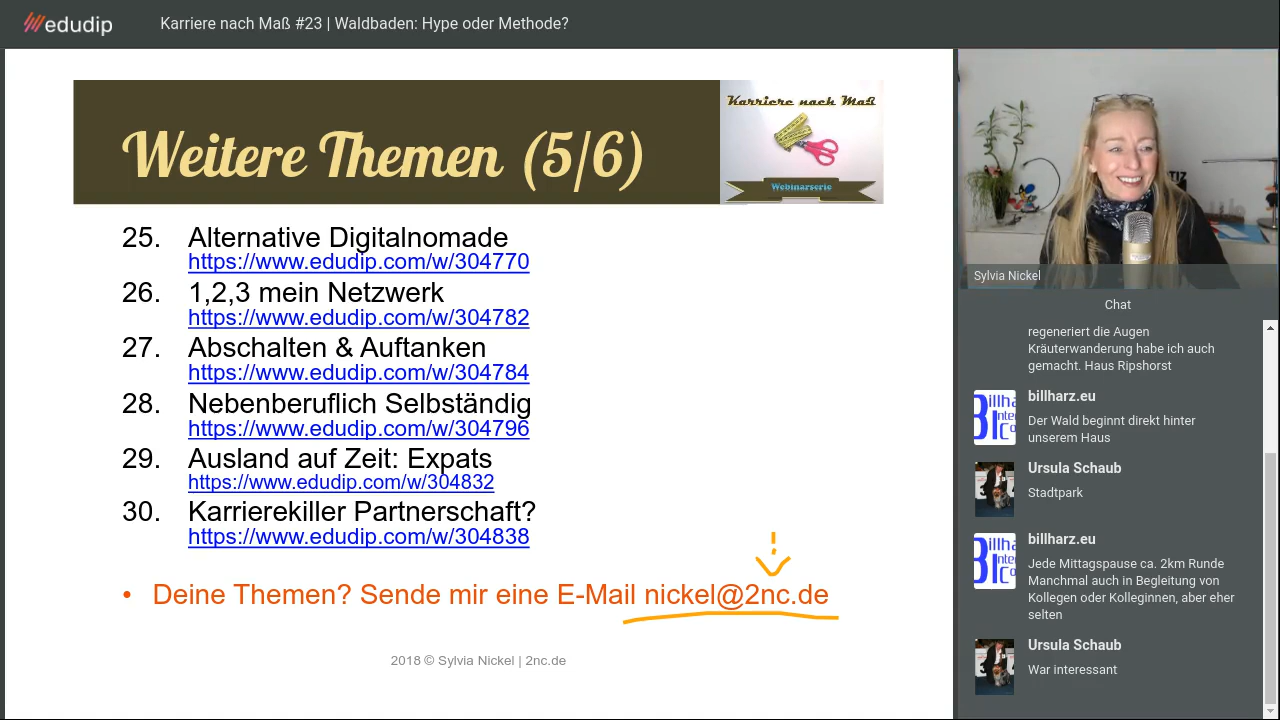 edudip
Karriere nach Maß #23 | Waldbaden: Hype oder Methode?
Weitere Themen (5/6)
Karriere nach Maß
Webinarserie
25. Alternative Digitalnomade
https://www.edudip.com/w/304770
26. 1,2,3 mein Netzwerk
https://www.edudip.com/w/304782
27. Abschalten & Auftanken
https://www.edudip.com/w/304784
28. Nebenberuflich Selbständig
https://www.edudip.com/w/304796
29. Ausland auf Zeit: Expats
https://www.edudip.com/w/304832
30. Karrierekiller Partnerschaft?
https://www.edudip.com/w/304838
• Deine Themen? Sende mir eine E-Mail nickel@2nc.de
2018 © Sylvia Nickel | 2nc.de
TIZ
Sylvia Nickel
Chat
regeneriert die Augen
Kräuterwanderung habe ich auch
gemacht. Haus Ripshorst
billharz.eu
Der Wald beginnt direkt hinter
unserem Haus
Ursula Schaub
Stadtpark
billharz.eu
Jede Mittagspause ca. 2km Runde
Manchmal auch in Begleitung von
Kollegen oder Kolleginnen, aber eher
selten
Ursula Schaub
War interessant